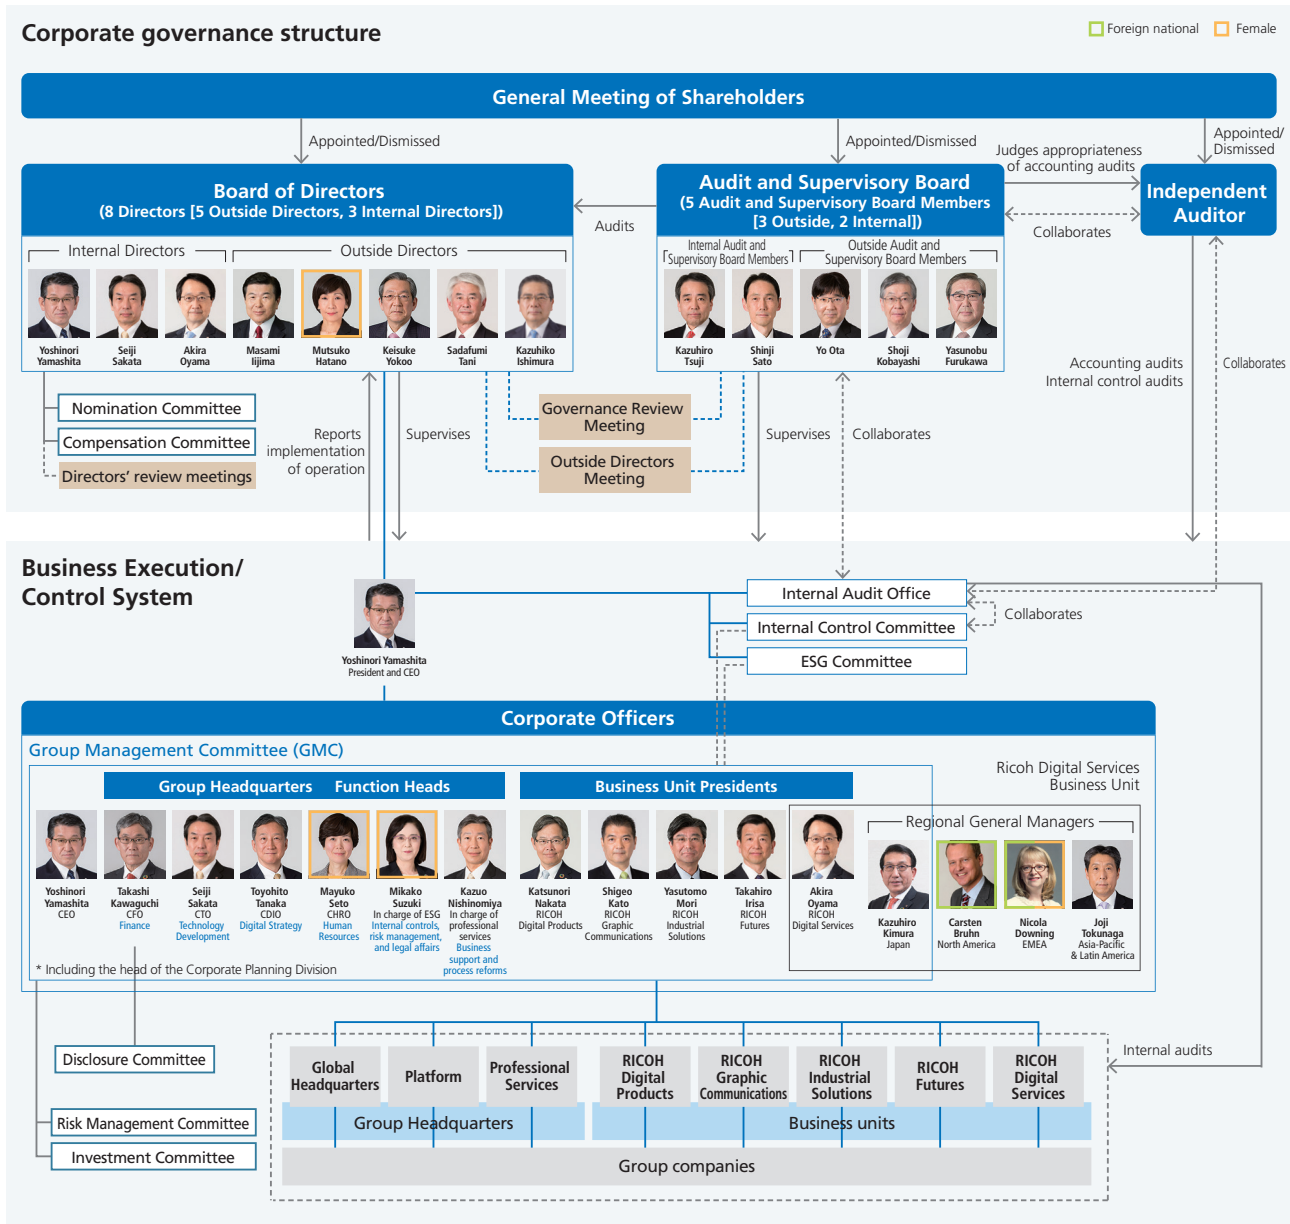 Corporate governance structure
Foreign national
Female
General Meeting of Shareholders
Appointed/Dismissed
Appointed/Dismissed
Appointed/
Dismissed
Board of Directors
(8 Directors [5 Outside Directors, 3 Internal Directors])
Audits
Audit and Supervisory Board
(5 Audit and Supervisory Board Members
[3 Outside, 2 Internal])
Judges appropriateness
of accounting audits
Collaborates
Independent
Auditor
Internal Directors
Outside Directors
Yoshinori
Yamashita
Seiji
Sakata
Akira
Oyama
Masami
Iijima
Mutsuko
Hatano
Keisuke
Yokoo
Sadafumi
Tani
Kazuhiko
Ishimura
Internal Audit and
Supervisory Board Members
Outside Audit and
Supervisory Board Members
Kazuhiro
Tsuji
Shinji
Sato
Yo Ota
Shoji
Kobayashi
Yasunobu
Furukawa
Accounting audits
Internal control audits
Collaborates
Nomination Committee
Compensation Committee
Directors’ review meetings
Reports
implementation
of operation
Supervises
Governance Review
Meeting
Outside Directors
Meeting
Supervises
Collaborates
Business Execution/
Control System
Yoshinori Yamashita
President and CEO
Internal Audit Office
Internal Control Committee
ESG Committee
Collaborates
Corporate Officers
Group Management Committee (GMC)
Group Headquarters Function Heads
Business Unit Presidents
Ricoh Digital Services
Business Unit
Regional General Managers
Yoshinori
Yamashita
CEO
Takashi
Kawaguchi
CFO
Finance
Seiji
Sakata
CTO
Technology
Development
Toyohito
Tanaka
CDIO
Digital Strategy
Mayuko
Seto
CHRO
Human
Resources
Mikako
Suzuki
In charge of ESG
Internal controls,
risk management,
and legal affairs
Kazuo
Nishinomiya
In charge of
professional
services
Business
support and
process reforms
Katsunori
Nakata
RICOH
Digital Products
Shigeo
Kato
RICOH
Graphic
Communications
Yasutomo
Mori
RICOH
Industrial
Solutions
Takahiro
Irisa
RICOH
Futures
Akira
Oyama
RICOH
Digital Services
Kazuhiro
Kimura
Japan
Carsten
Bruhn
North America
Nicola
Downing
EMEA
Joji
Tokunaga
Asia-Pacific
& Latin America
* Including the head of the Corporate Planning Division
Disclosure Committee
Risk Management Committee
Investment Committee
Global
Headquarters
Platform
Professional
Services
RICOH
Digital
Products
RICOH
Graphic
Communications
RICOH
Industrial
Solutions
RICOH
Futures
RICOH
Digital
Services
Internal audits
Group Headquarters
Business units
Group companies